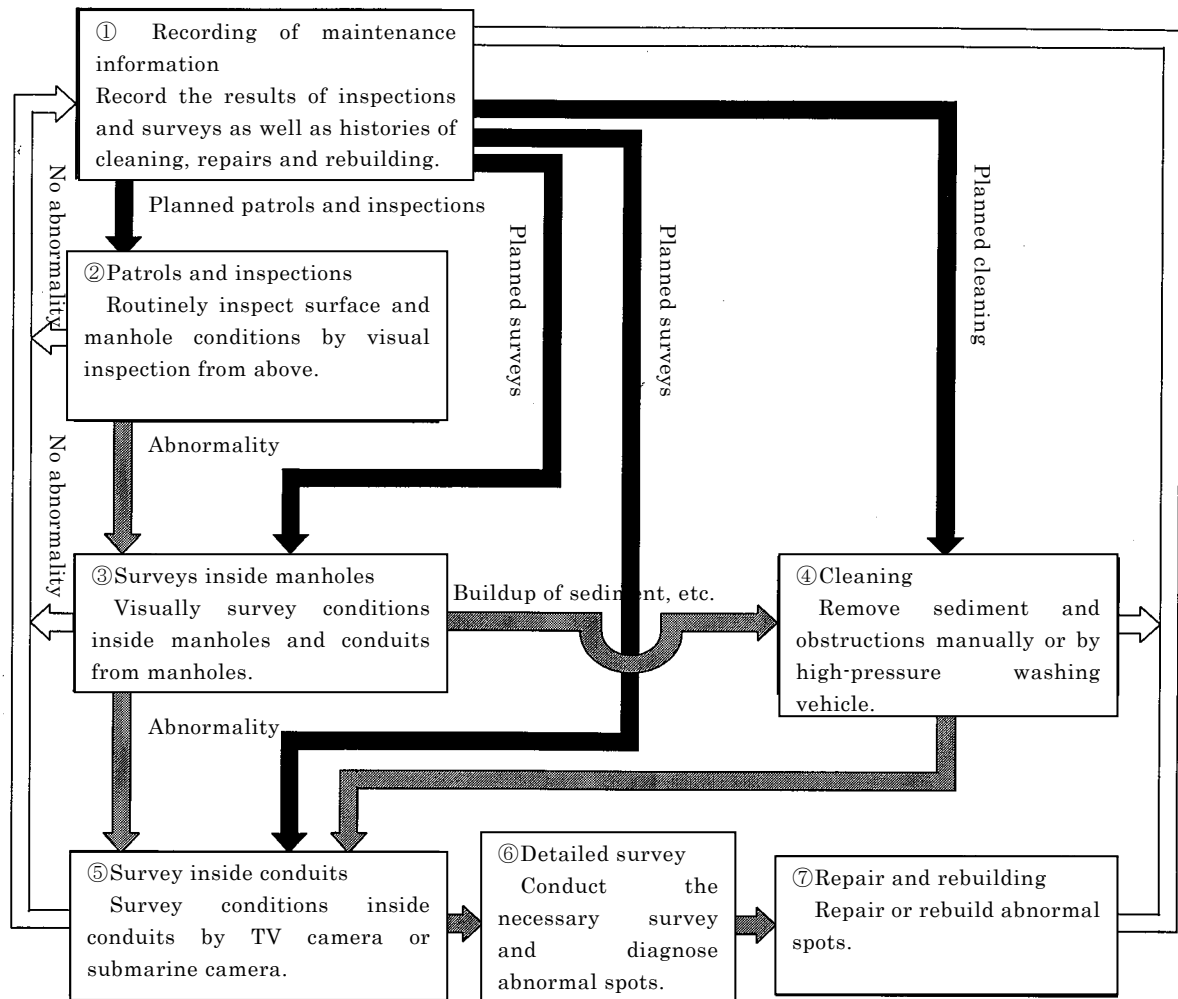 ① Recording of maintenance
information
Record the results of inspections
and surveys as well as histories of
cleaning, repairs and rebuilding.
No abnormality
Planned patrols and inspections
Planned surveys
Planned surveys
Planned cleaning
②Patrols and inspections
Routinely inspect surface and
manhole conditions by visual
inspection from above.
No abnormality
Abnormality
③Surveys inside manholes
Visually survey conditions
inside manholes and conduits
from manholes.
Buildup of sediment, etc.
④Cleaning
Remove sediment and
obstructions manually or by
high-pressure washing
vehicle.
Abnormality
⑤Survey inside conduits
Survey conditions inside
conduits by TV camera or
submarine camera.
⑥Detailed survey
Conduct the
necessary survey
and diagnose
abnormal spots.
⑦Repair and rebuilding
Repair or rebuild abnormal
spots.